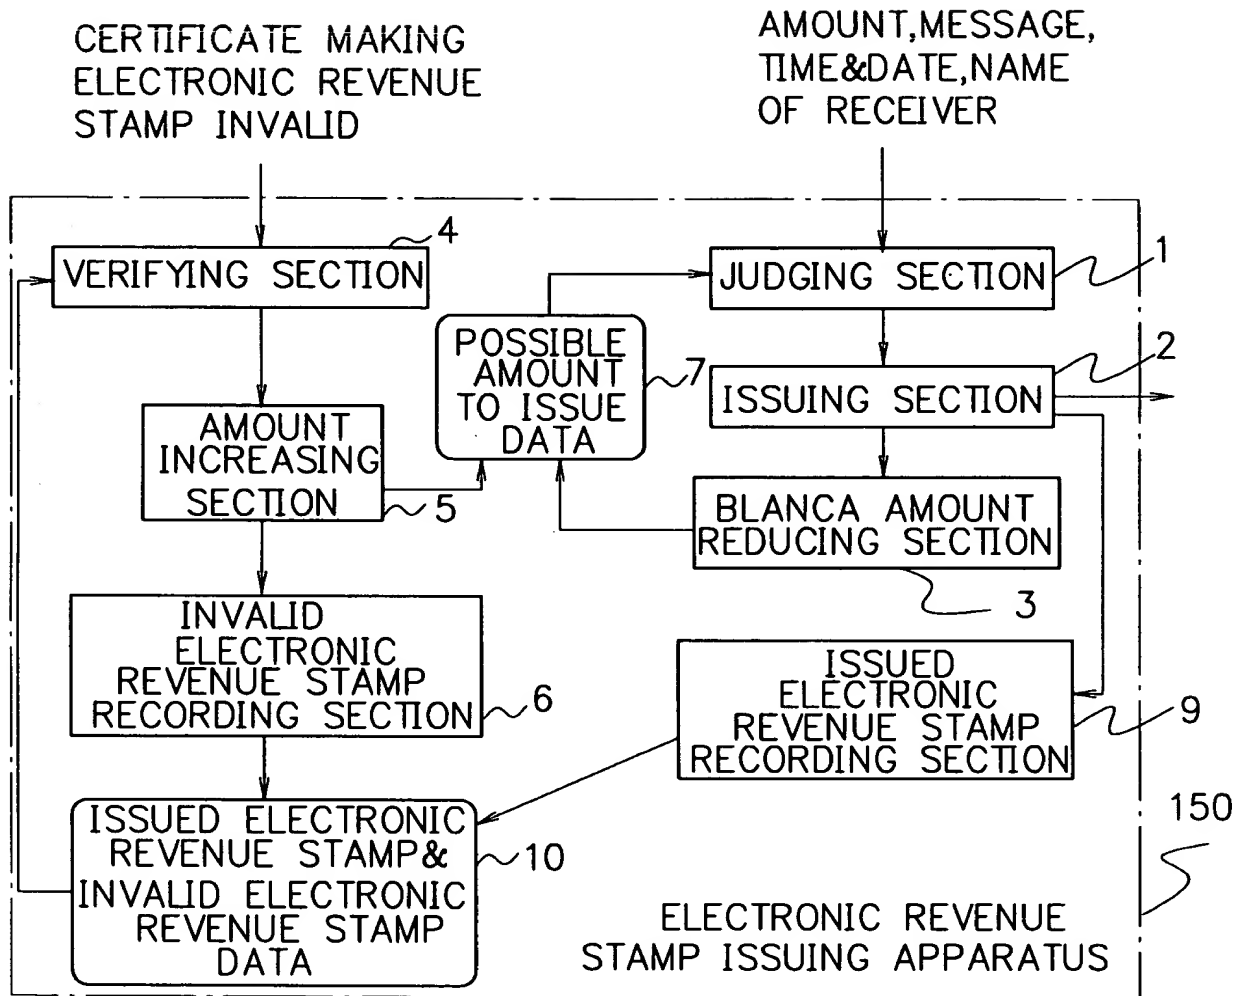 CERTIFICATE MAKING
ELECTRONIC REVENUE
STAMP INVALID
AMOUNT,MESSAGE,
TIME&DATE,NAME
OF RECEIVER
4
VERIFYING SECTION
1
JUDGING SECTION
POSSIBLE
AMOUNT
TO ISSUE
DATA
7
2
ISSUING SECTION
AMOUNT
INCREASING
SECTION
5
BLANCA AMOUNT
REDUCING SECTION
3
INVALID
ELECTRONIC
REVENUE STAMP
RECORDING SECTION
6
ISSUED
ELECTRONIC
REVENUE STAMP
RECORDING SECTION
9
ISSUED ELECTRONIC
REVENUE STAMP&
INVALID ELECTRONIC
REVENUE STAMP
DATA
10
150
ELECTRONIC REVENUE
STAMP ISSUING APPARATUS